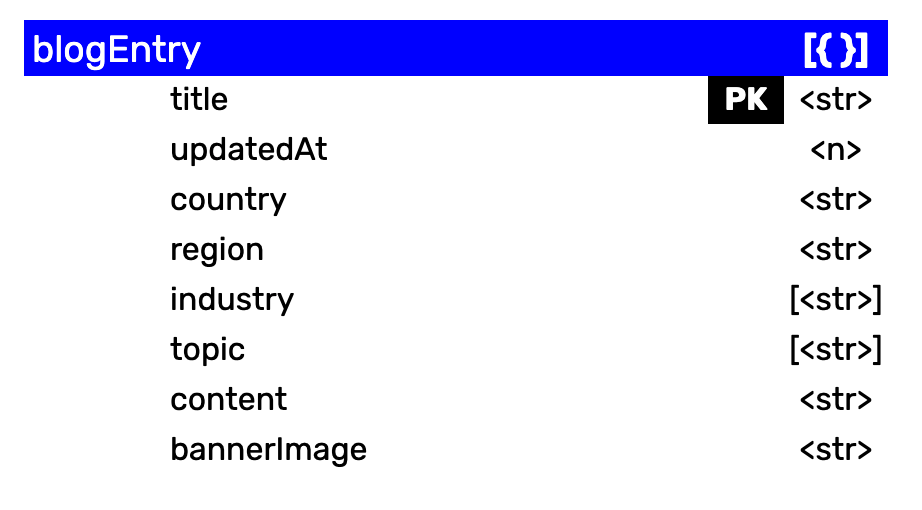 blogEntry [{ }]
title PK <str>
updatedAt <n>
country <str>
region <str>
industry [<str>]
topic [<str>]
content <str>
bannerImage <str>